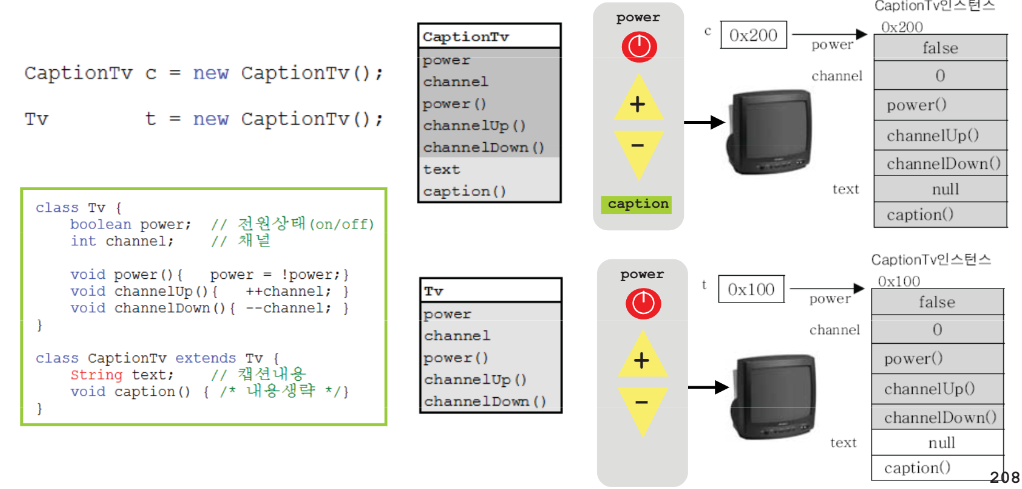 CaptionTv c = new CaptionTv();
Tv t = new CaptionTv();
class Tv {
boolean power; // 전원상태(on/off)
int channel; // 채널
void power(){ power = !power;}
void channelUp(){ ++channel; }
void channelDown(){ --channel; }
}
class CaptionTv extends Tv {
String text; // 캡션내용
void caption() { /* 내용생략 */}
}
CaptionTv
power
channel
power()
channelUp()
channelDown()
text
caption()
power
+
−
caption
c
0x200
CaptionTv인스턴스
0x200
power
false
channel
0
power()
channelUp()
channelDown()
text
null
caption()
Tv
power
channel
power()
channelUp()
channelDown()
power
+
−
t
0x100
CaptionTv인스턴스
0x100
power
false
channel
0
power()
channelUp()
channelDown()
text
null
caption()
208